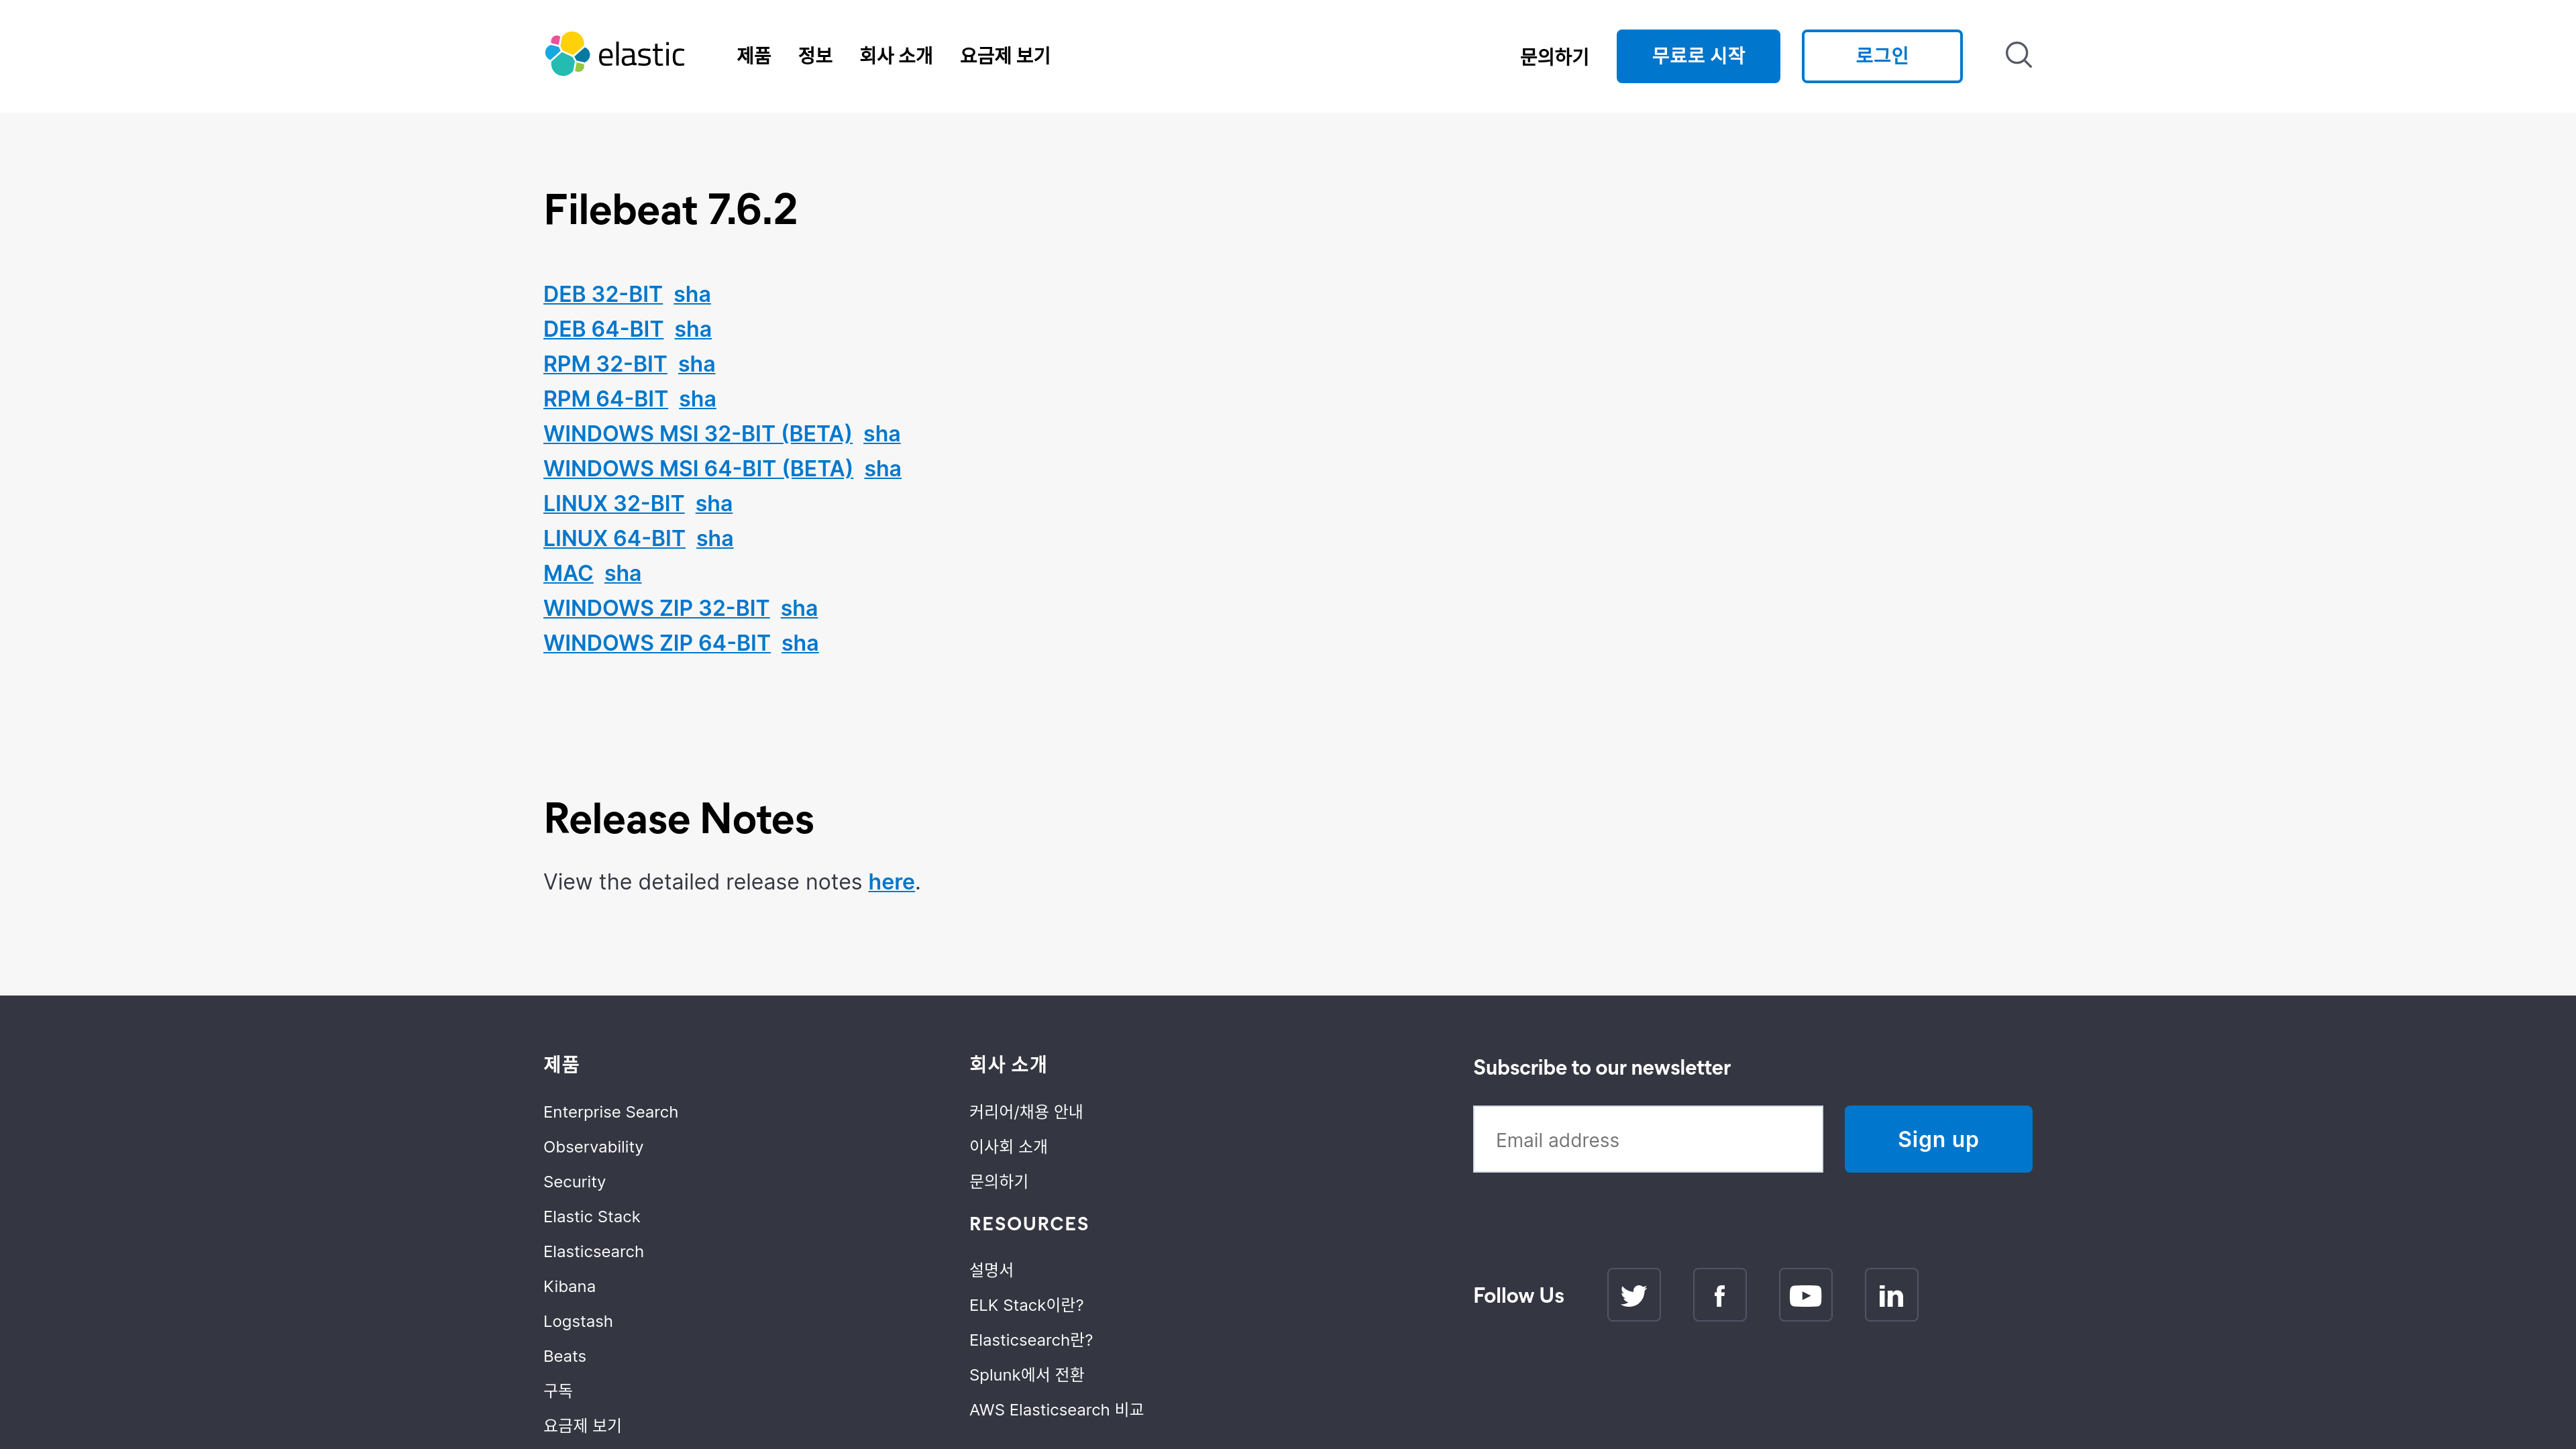 elastic 제품 정보 회사 소개 요금제 보기 문의하기 무료로 시작 로그인
Filebeat 7.6.2
DEB 32-BIT sha
DEB 64-BIT sha
RPM 32-BIT sha
RPM 64-BIT sha
WINDOWS MSI 32-BIT (BETA) sha
WINDOWS MSI 64-BIT (BETA) sha
LINUX 32-BIT sha
LINUX 64-BIT sha
MAC sha
WINDOWS ZIP 32-BIT sha
WINDOWS ZIP 64-BIT sha
Release Notes
View the detailed release notes here.
제품
Enterprise Search
Observability
Security
Elastic Stack
Elasticsearch
Kibana
Logstash
Beats
구독
요금제 보기
회사 소개
커리어/채용 안내
이사회 소개
문의하기
RESOURCES
설명서
ELK Stack이란?
Elasticsearch란?
Splunk에서 전환
AWS Elasticsearch 비교
Subscribe to our newsletter
Email address Sign up
Follow Us